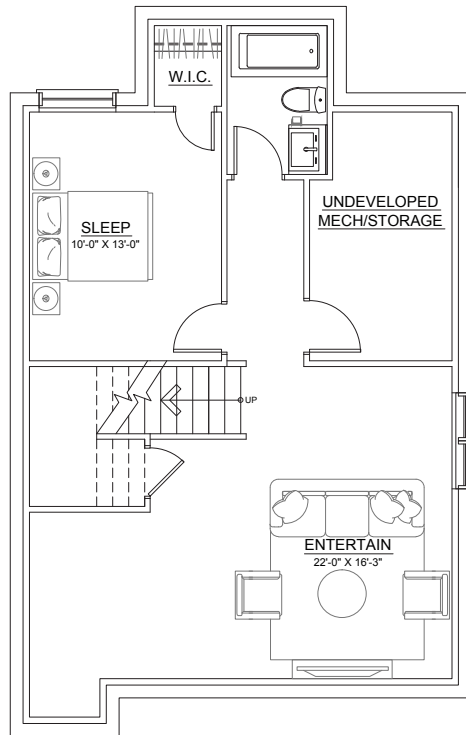 W.I.C.
UNDEVELOPED
MECH/STORAGE
SLEEP
10'-0" X 13'-0"
UP
ENTERTAIN
22'-0" X 16'-3"